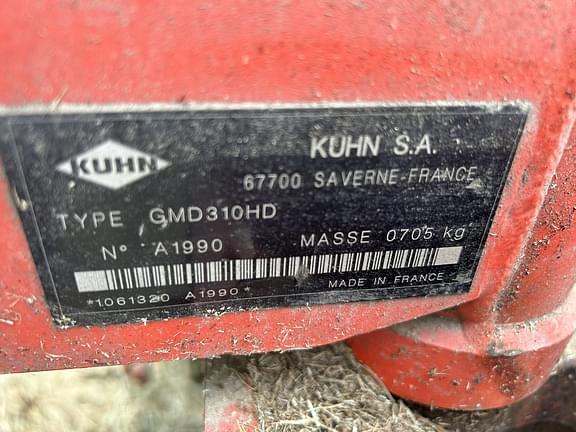 KUHN
KUHN S.A.
67700 SAVERNE-FRANCE
TYPE GMD310HD
N° A1990 MASSE 0705 kg
*1061320 A1990* MADE IN FRANCE